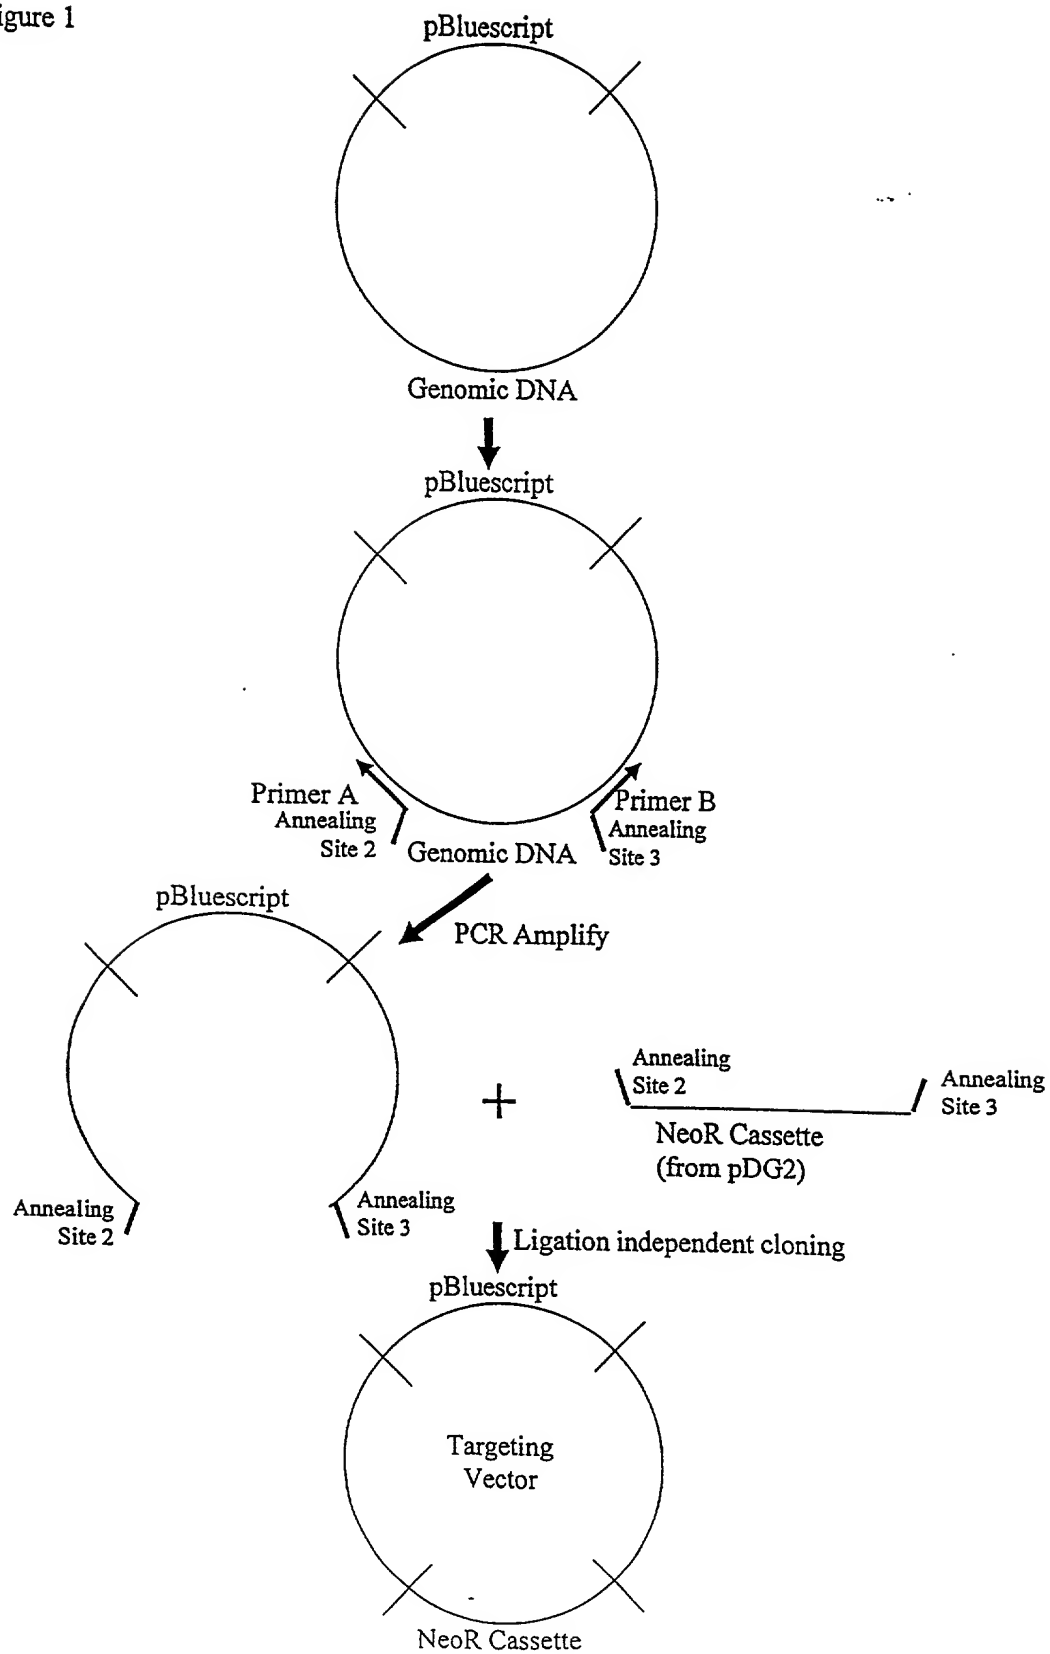 igure 1
pBluescript
Genomic DNA
pBluescript
Primer A
Annealing
Site 2
Primer B
Annealing
Site 3
Genomic DNA
PCR Amplify
pBluescript
Annealing
Site 2
Annealing
Site 3
+
Annealing
Site 2
Annealing
Site 3
NeoR Cassette
(from pDG2)
Ligation independent cloning
pBluescript
Targeting
Vector
NeoR Cassette